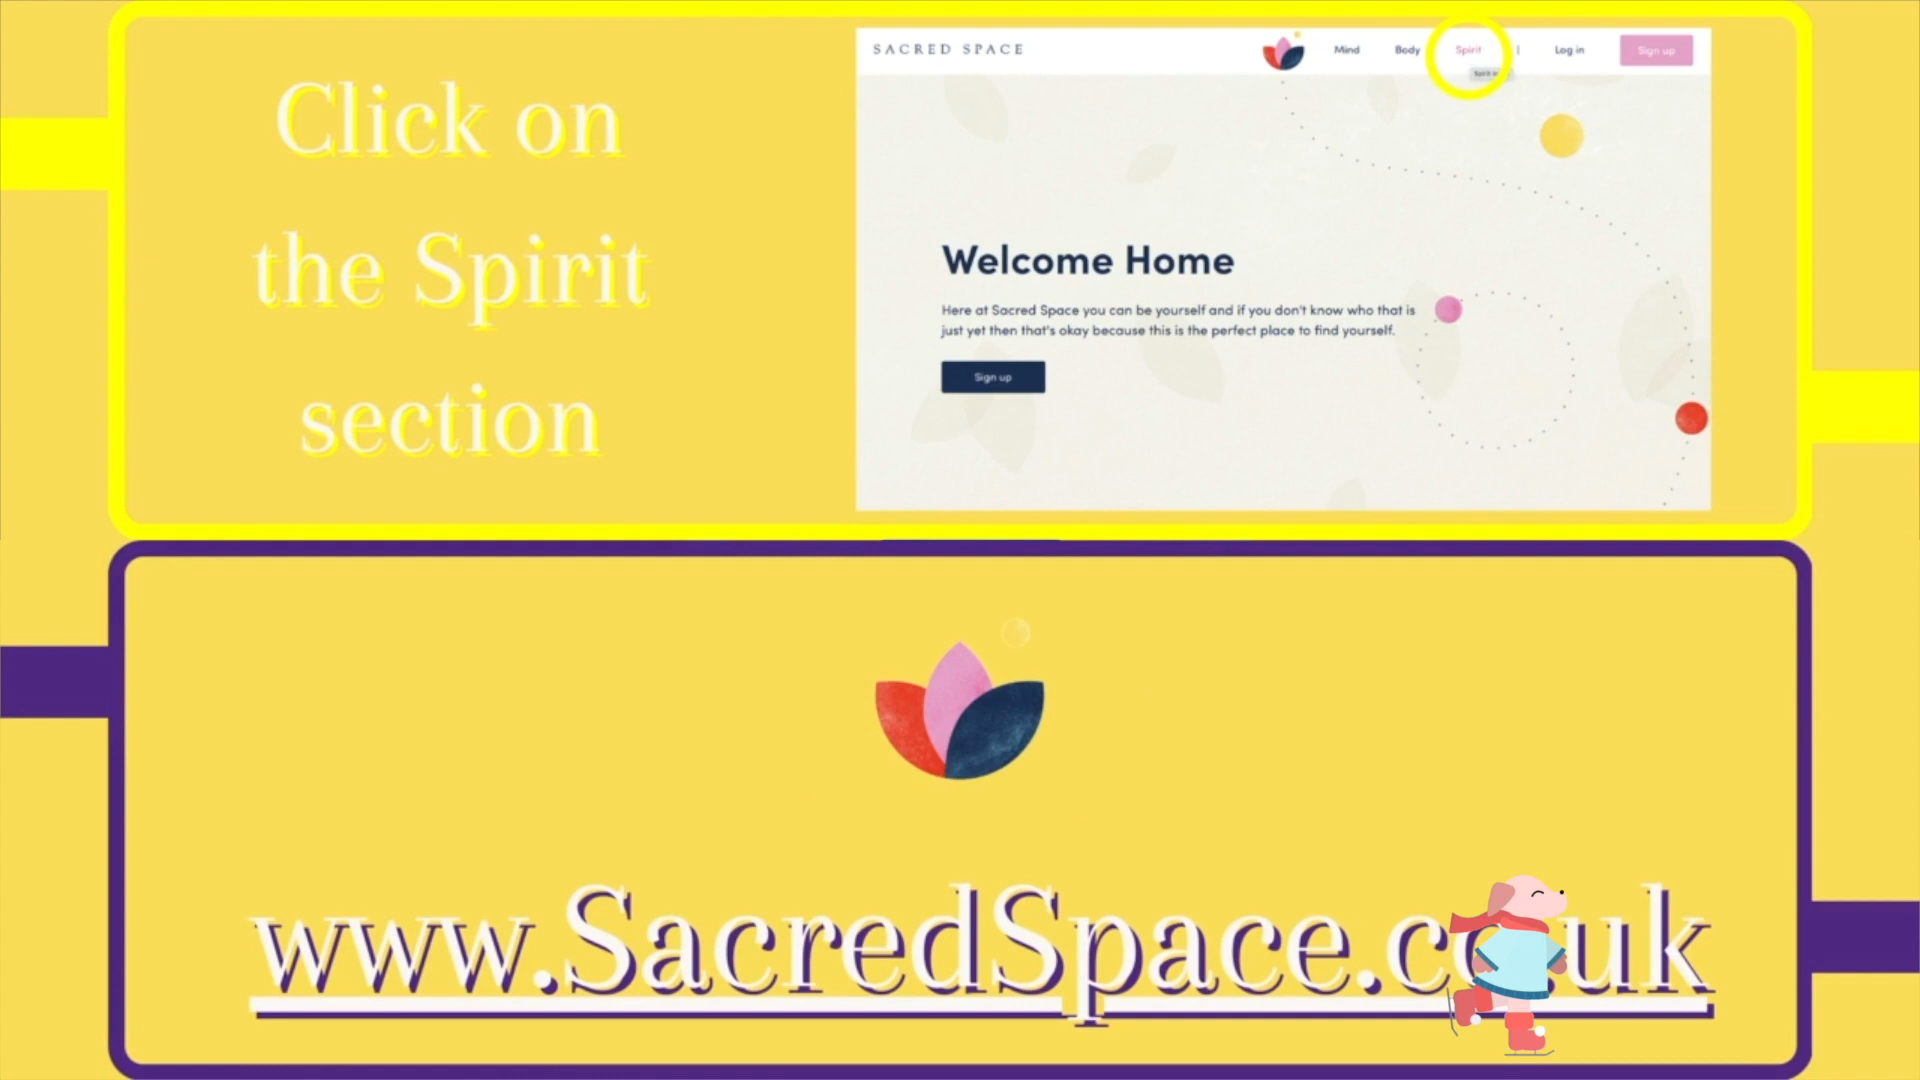 Click on
the Spirit
section
SACRED SPACE
Mind Body Spirit | Log in Sign up
Welcome Home
Here at Sacred Space you can be yourself and if you don't know who that is
just yet then that's okay because this is the perfect place to find yourself.
Sign up
www.SacredSpace.co.uk